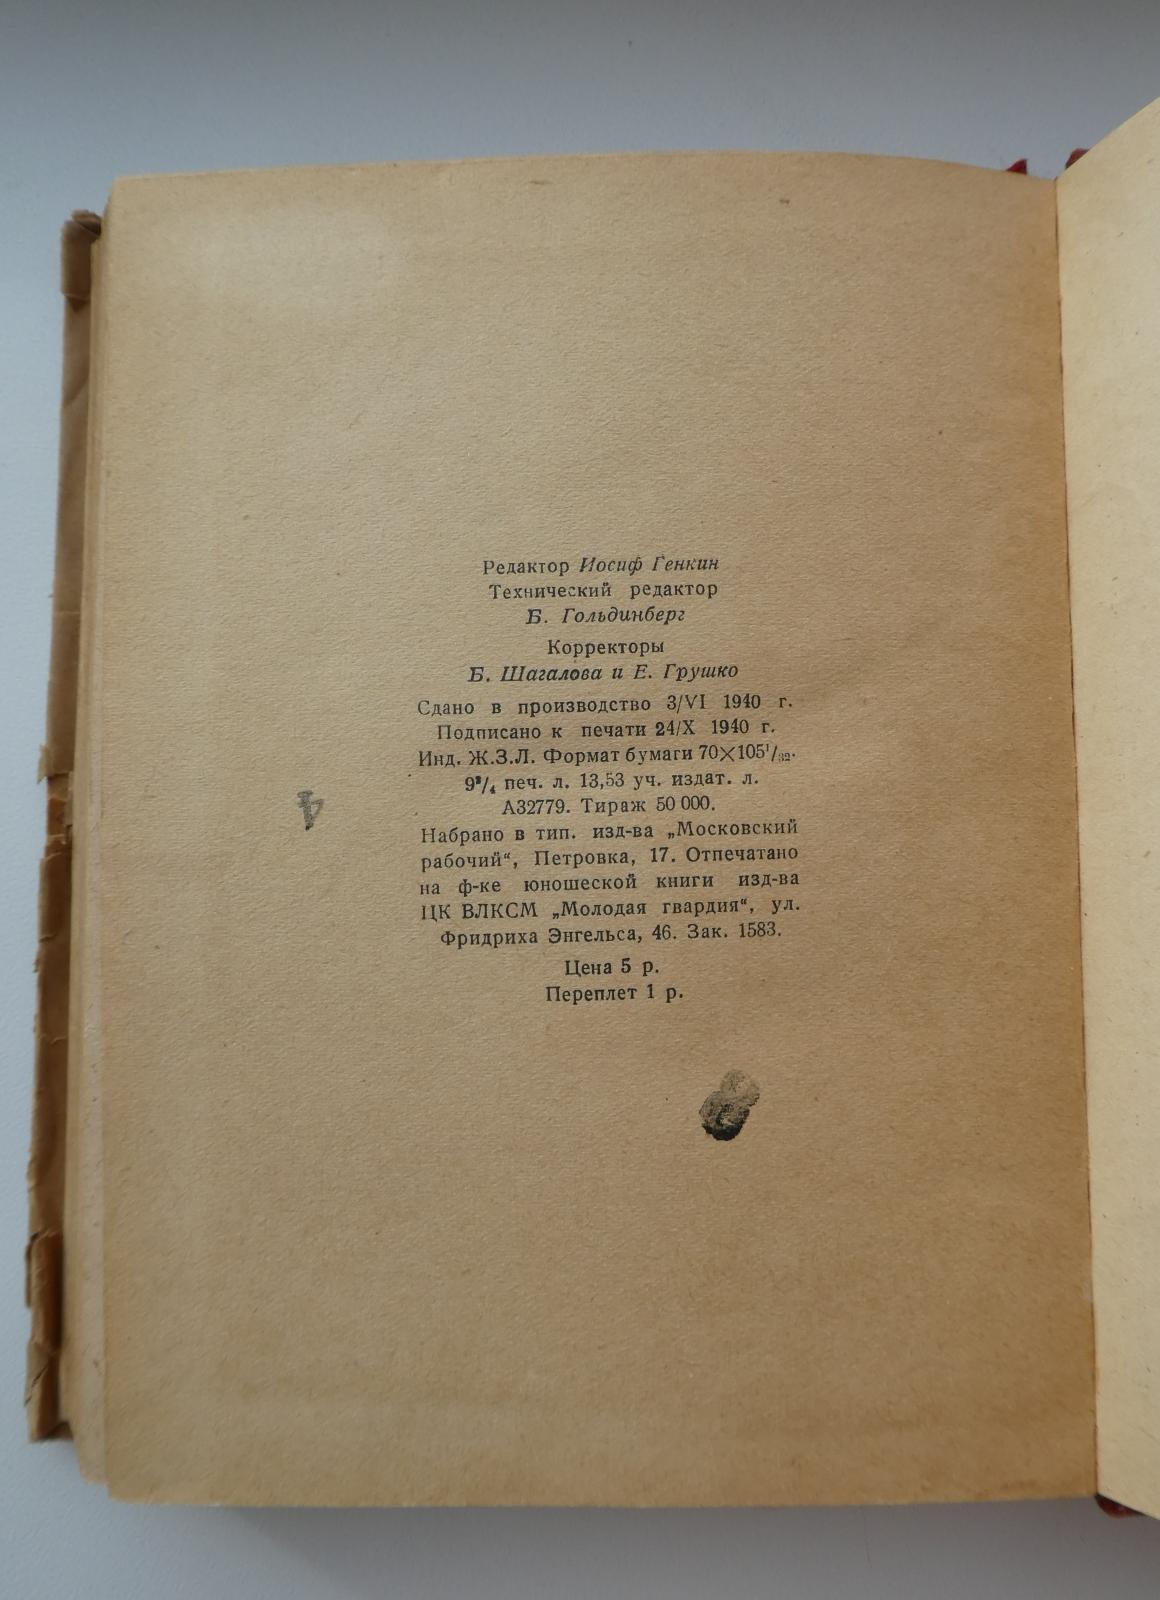 Редактор Иосиф Генкин
Технический редактор
Б. Гольдинберг
Корректоры
Б. Шагалова и Е. Грушко
Сдано в производство 3/VI 1940 г.
Подписано к печати 24/X 1940 г.
Инд. Ж.З.Л. Формат бумаги 70×105¹/₃₂.
9³/₄ печ. л. 13,53 уч. издат. л.
А32779. Тираж 50 000.
Набрано в тип. изд-ва „Московский
рабочий“, Петровка, 17. Отпечатано
на ф-ке юношеской книги изд-ва
ЦК ВЛКСМ „Молодая гвардия“, ул.
Фридриха Энгельса, 46. Зак. 1583.
Цена 5 р.
Переплет 1 р.
4